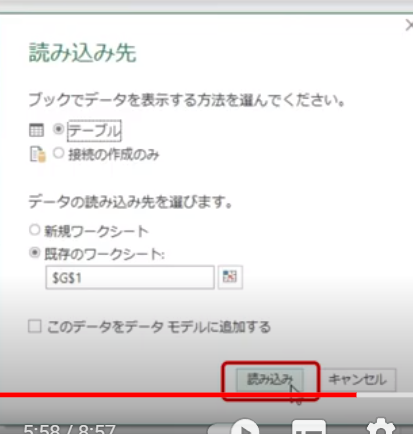 読み込み先
ブックでデータを表示する方法を選んでください。
テーブル
接続の作成のみ
データの読み込み先を選びます。
新規ワークシート
既存のワークシート:
$G$1
このデータをデータ モデルに追加する
読み込み キャンセル
5:58 / 8:57